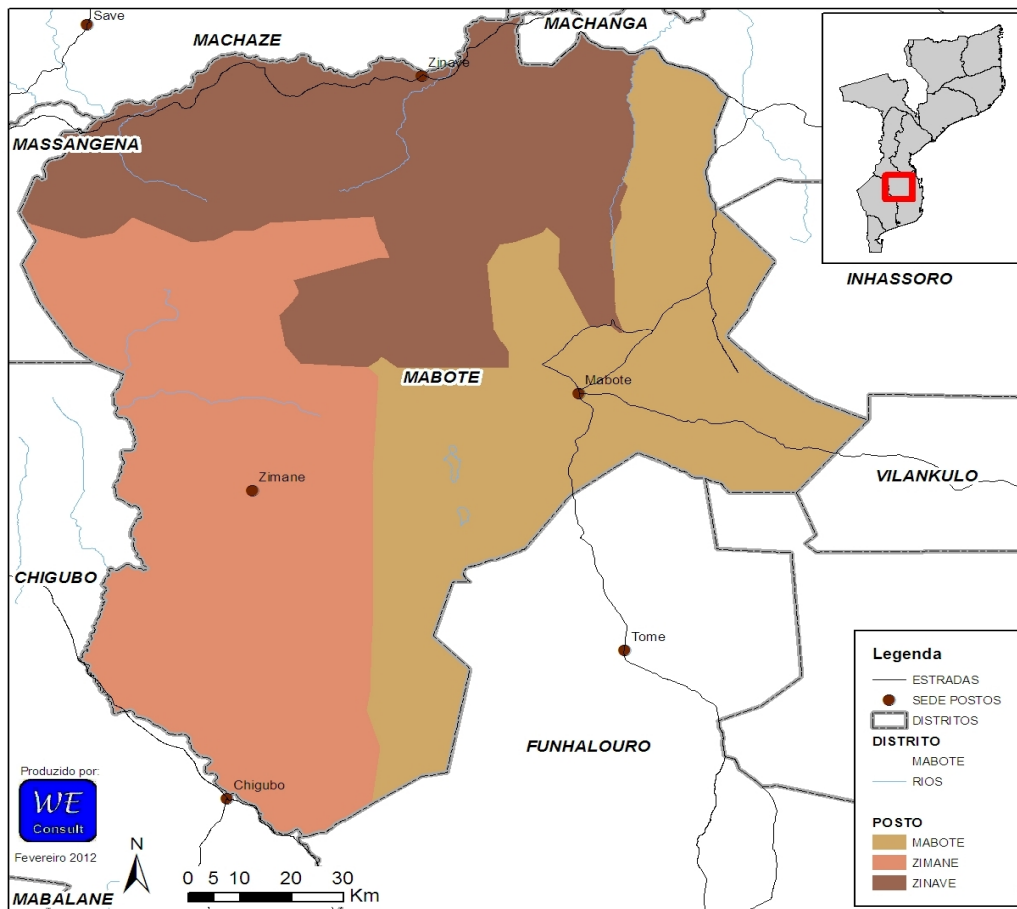 Save
MACHAZE
MACHANGA
Zinave
MASSANGENA
INHASSORO
MABOTE
Mabote
Zimane
VILANKULO
CHIGUBO
Tome
FUNHALOURO
Chigubo
MABALANE
Produzido por:
WE
Consult
Fevereiro 2012
N
0 5 10 20 30
Km
Legenda
ESTRADAS
SEDE POSTOS
DISTRITOS
DISTRITO
MABOTE
RIOS
POSTO
MABOTE
ZIMANE
ZINAVE